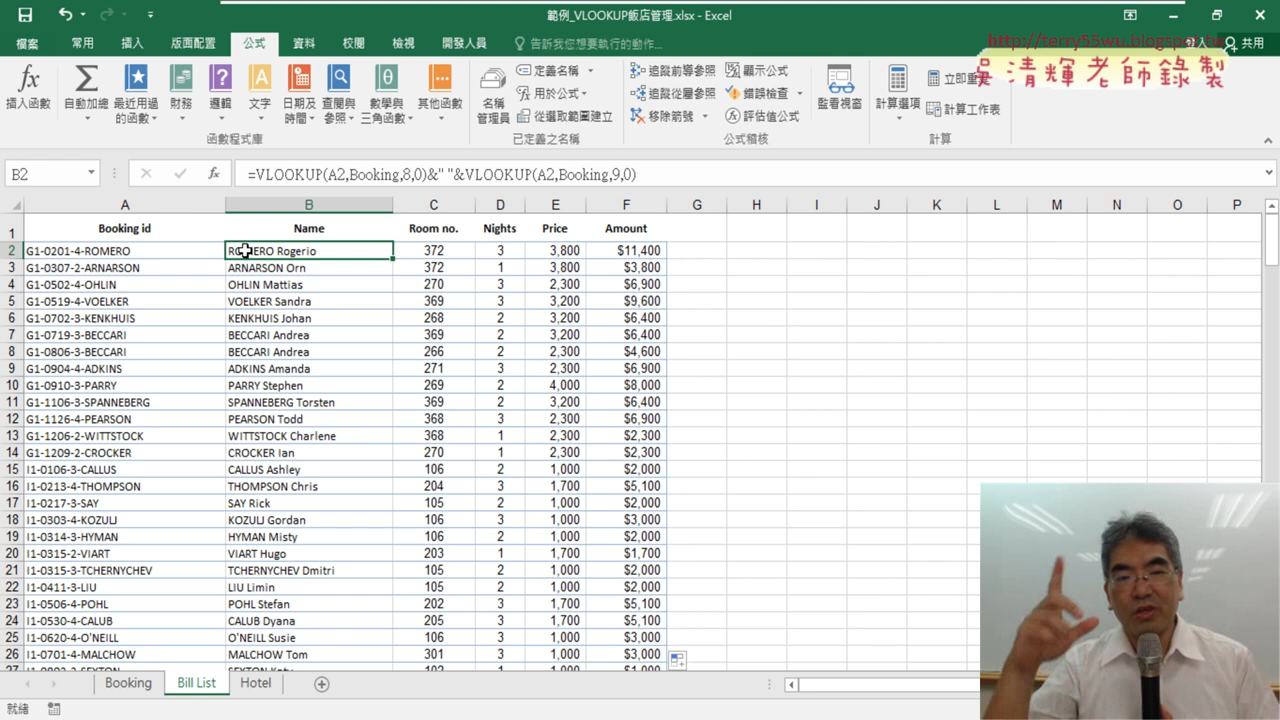 範例_VLOOKUP飯店管理.xlsx - Excel
http://terry55wu.blogspot.tw
吳清輝老師錄製
檔案 常用 插入 版面配置 公式 資料 校閱 檢視 開發人員 告訴我您想要執行的動作... 登入 共用
插入函數 自動加總 最近用過的函數 財務 邏輯 文字 日期及時間 查閱與參照 數學與三角函數 其他函數
名稱管理員 定義名稱 用於公式 從選取範圍建立
追蹤前導參照 追蹤從屬參照 移除箭號 顯示公式 錯誤檢查 評估值公式 監看視窗
計算選項 立即重 計算工作表
函數程式庫 已定義之名稱 公式稽核 計算
B2 fx =VLOOKUP(A2,Booking,8,0)&" "&VLOOKUP(A2,Booking,9,0)
A B C D E F G H I J K L M N O P
1 Booking id Name Room no. Nights Price Amount
2 G1-0201-4-ROMERO ROMERO Rogerio 372 3 3,800 $11,400
3 G1-0307-2-ARNARSON ARNARSON Orn 372 1 3,800 $3,800
4 G1-0502-4-OHLIN OHLIN Mattias 270 3 2,300 $6,900
5 G1-0519-4-VOELKER VOELKER Sandra 369 3 3,200 $9,600
6 G1-0702-3-KENKHUIS KENKHUIS Johan 268 2 3,200 $6,400
7 G1-0719-3-BECCARI BECCARI Andrea 369 2 3,200 $6,400
8 G1-0806-3-BECCARI BECCARI Andrea 266 2 2,300 $4,600
9 G1-0904-4-ADKINS ADKINS Amanda 271 3 2,300 $6,900
10 G1-0910-3-PARRY PARRY Stephen 269 2 4,000 $8,000
11 G1-1106-3-SPANNEBERG SPANNEBERG Torsten 369 2 3,200 $6,400
12 G1-1126-4-PEARSON PEARSON Todd 368 3 2,300 $6,900
13 G1-1206-2-WITTSTOCK WITTSTOCK Charlene 368 1 2,300 $2,300
14 G1-1209-2-CROCKER CROCKER Ian 270 1 2,300 $2,300
15 I1-0106-3-CALLUS CALLUS Ashley 106 2 1,000 $2,000
16 I1-0213-4-THOMPSON THOMPSON Chris 204 3 1,700 $5,100
17 I1-0217-3-SAY SAY Rick 105 2 1,000 $2,000
18 I1-0303-4-KOZULJ KOZULJ Gordan 106 3 1,000 $3,000
19 I1-0314-3-HYMAN HYMAN Misty 106 2 1,000 $2,000
20 I1-0315-2-VIART VIART Hugo 203 1 1,700 $1,700
21 I1-0315-3-TCHERNYCHEV TCHERNYCHEV Dmitri 105 2 1,000 $2,000
22 I1-0411-3-LIU LIU Limin 105 2 1,000 $2,000
23 I1-0506-4-POHL POHL Stefan 202 3 1,700 $5,100
24 I1-0530-4-CALUB CALUB Dyana 205 3 1,700 $5,100
25 I1-0620-4-O'NEILL O'NEILL Susie 106 3 1,000 $3,000
26 I1-0701-4-MALCHOW MALCHOW Tom 301 3 1,000 $3,000
Booking Bill List Hotel
就緒